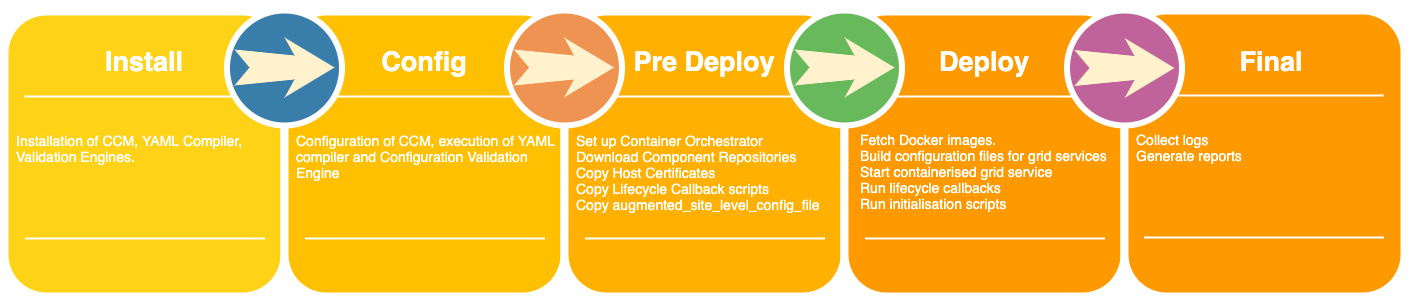 Install
Installation of CCM, YAML Compiler,
Validation Engines.
Config
Configuration of CCM, execution of YAML
compiler and Configuration Validation
Engine
Pre Deploy
Set up Container Orchestrator
Download Component Repositories
Copy Host Certificates
Copy Lifecycle Callback scripts
Copy augmented_site_level_config_file
Deploy
Fetch Docker images.
Build configuration files for grid services
Start containerised grid service
Run lifecycle callbacks
Run initialisation scripts
Final
Collect logs
Generate reports